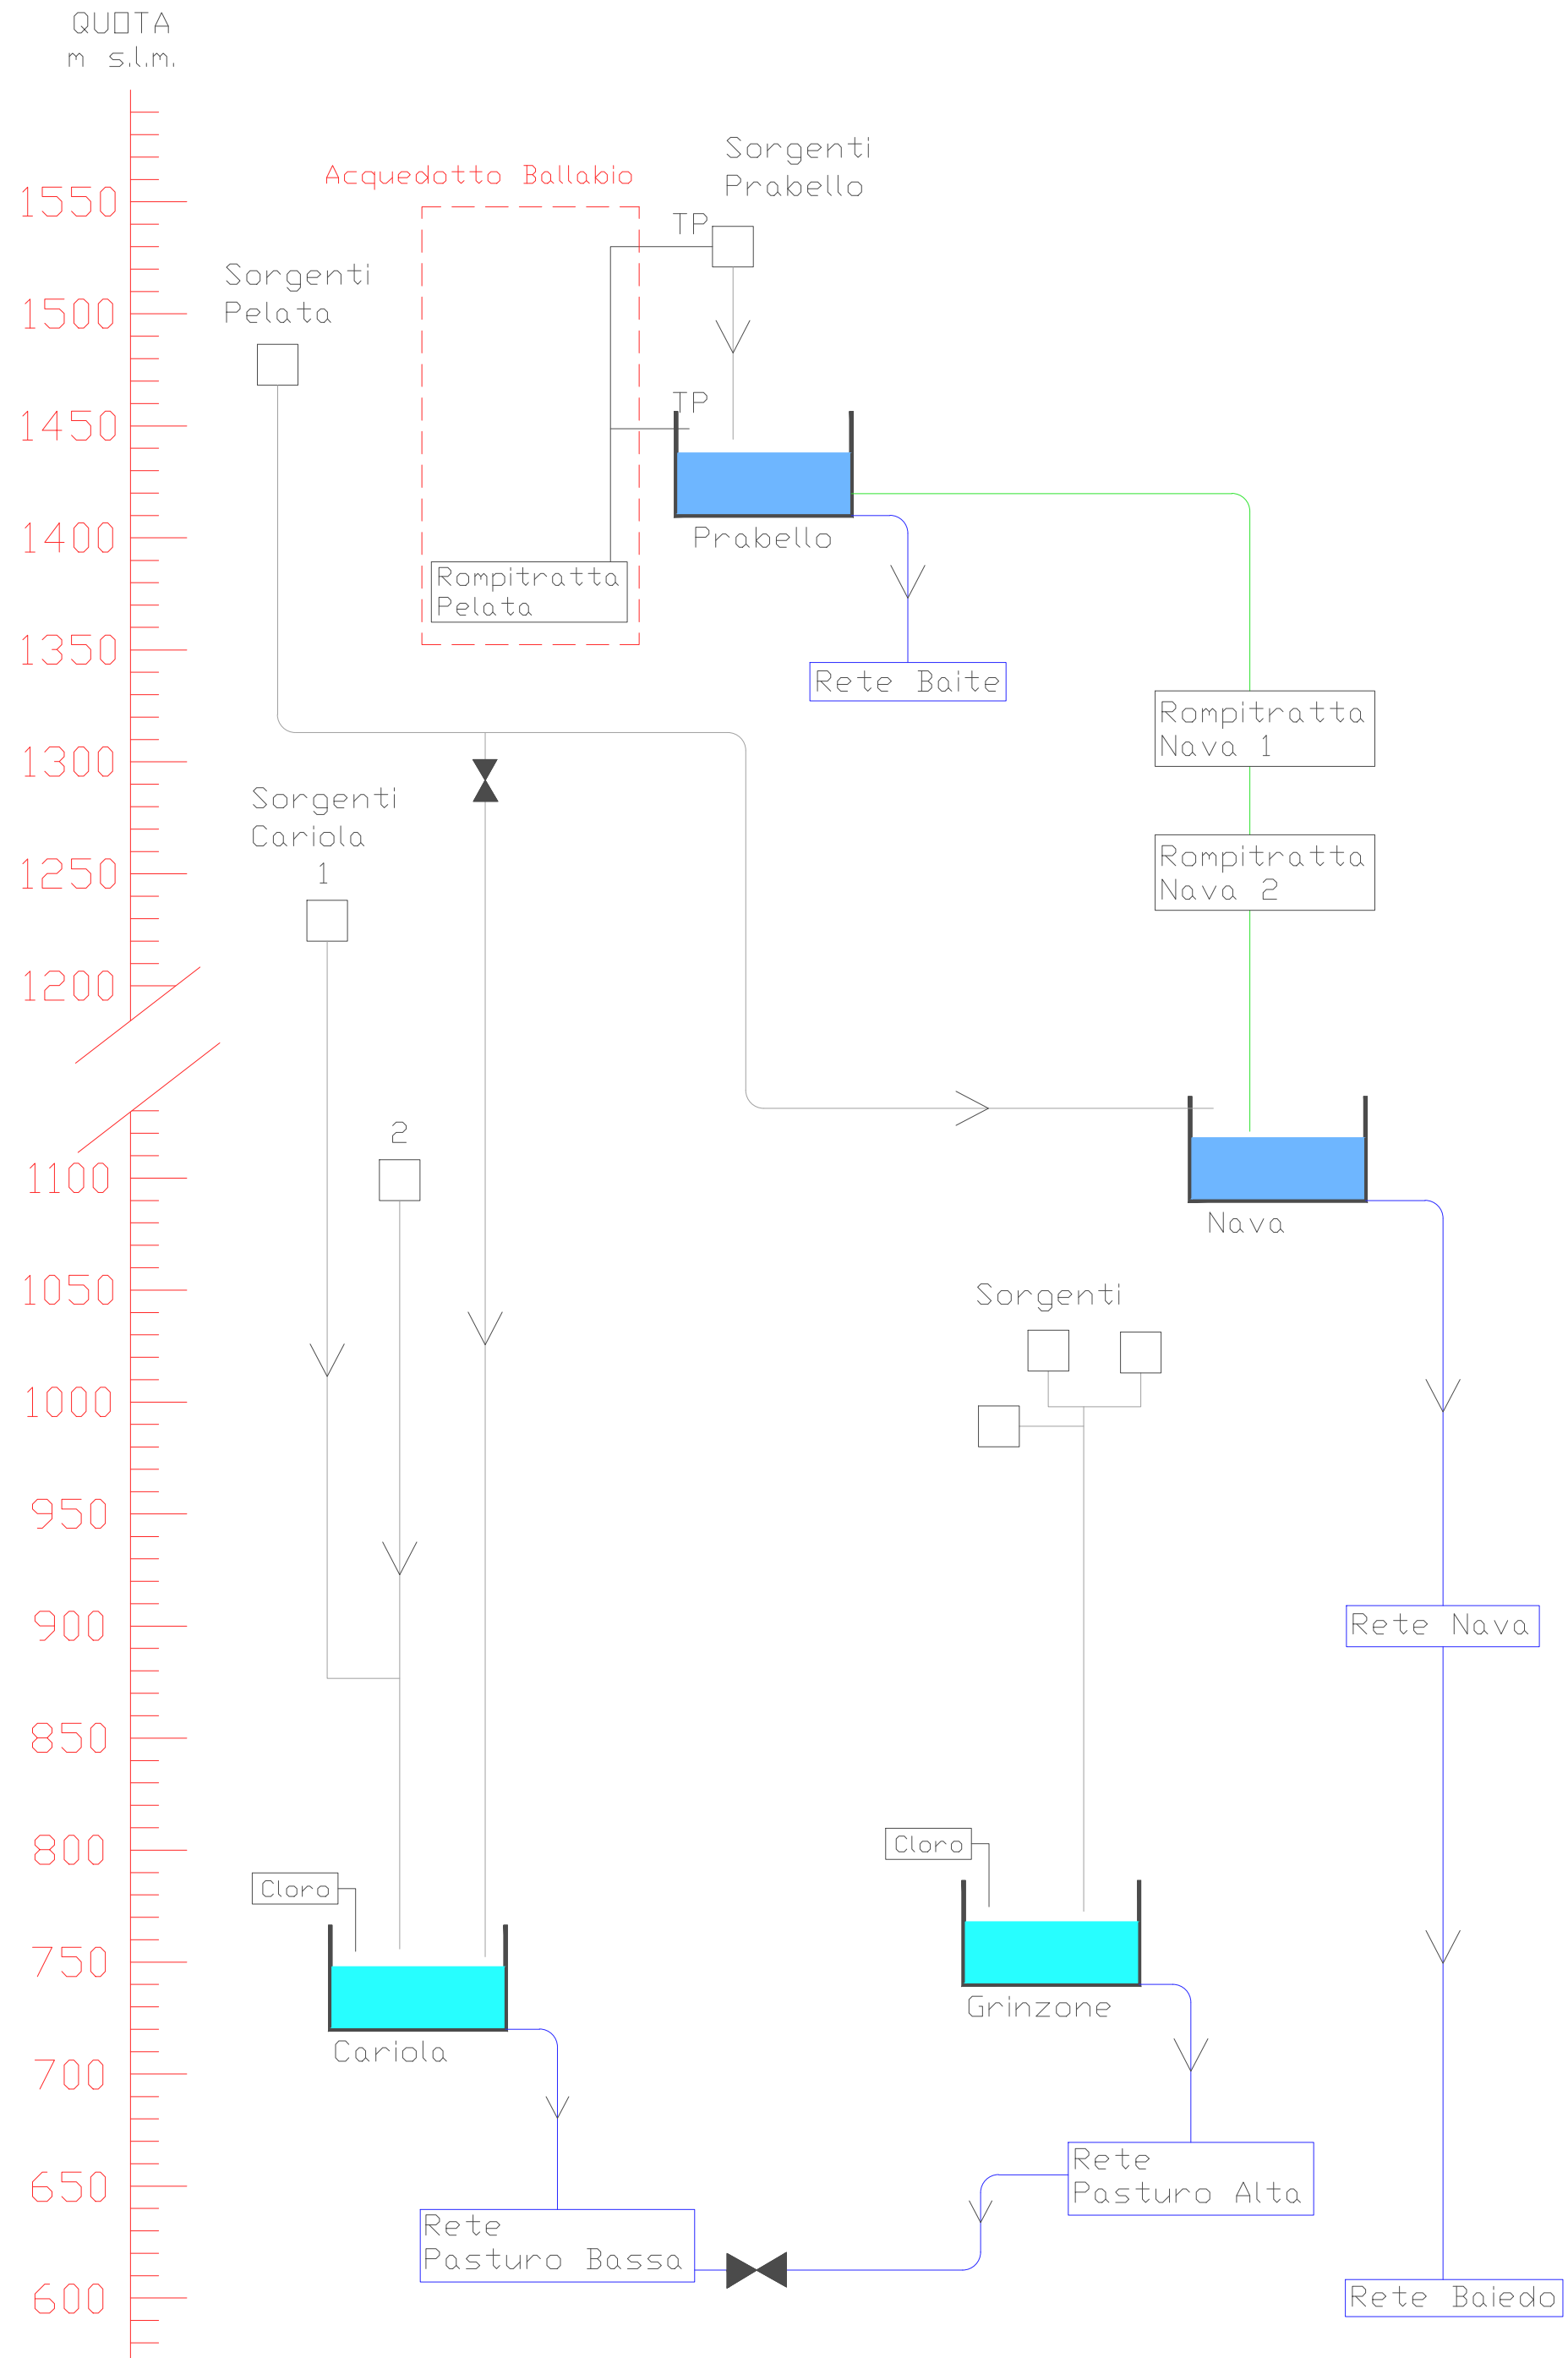 QUOTA
m s.l.m.
Sorgenti
Prabello
Acquedotto Ballabio
1550
TP
Sorgenti
Pelata
1500
TP
1450
Prabello
1400
Rompitratta
Pelata
1350
Rete Baite
Rompitratta
Nava 1
1300
Sorgenti
Cariola
1
Rompitratta
Nava 2
1250
1200
2
1100
Nava
1050
Sorgenti
1000
950
900
Rete Nava
850
800
Cloro
Cloro
750
Grinzone
Cariola
700
Rete
Pasturo Alta
650
Rete
Pasturo Bassa
600
Rete Baiedo